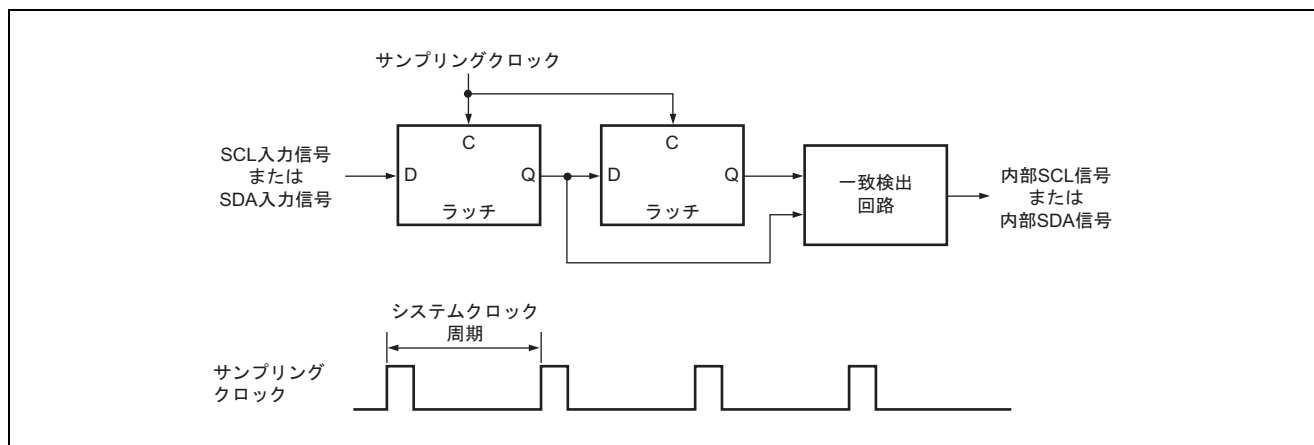 サンプリングクロック
SCL入力信号
または
SDA入力信号
C
D
Q
ラッチ
C
D
Q
ラッチ
一致検出
回路
内部SCL信号
または
内部SDA信号
システムクロック
周期
サンプリング
クロック